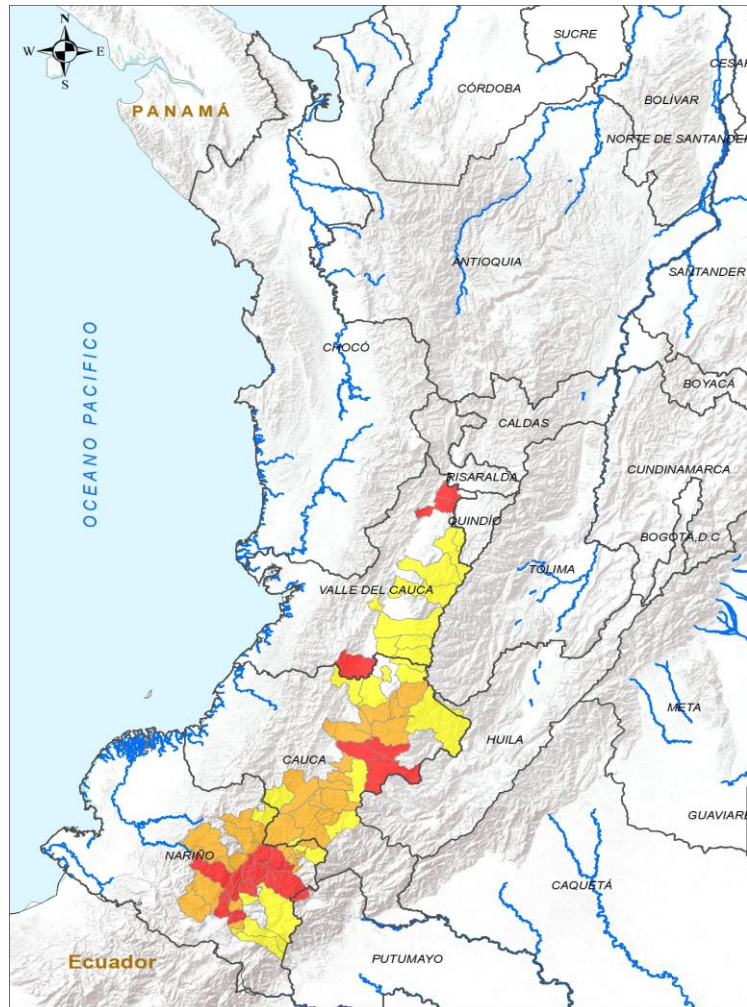 N
W
E
S
SUCRE
CESAR
CÓRDOBA
BOLÍVAR
PANAMÁ
NORTE DE SANTANDER
ANTIOQUIA
SANTANDER
OCEANO PACIFICO
CHOCÓ
BOYACÁ
CALDAS
CUNDINAMARCA
RISARALDA
QUINDÍO
BOGOTÁ,D.C
TOLIMA
VALLE DEL CAUCA
META
HUILA
CAUCA
GUAVIARE
NARIÑO
CAQUETÁ
Ecuador
PUTUMAYO